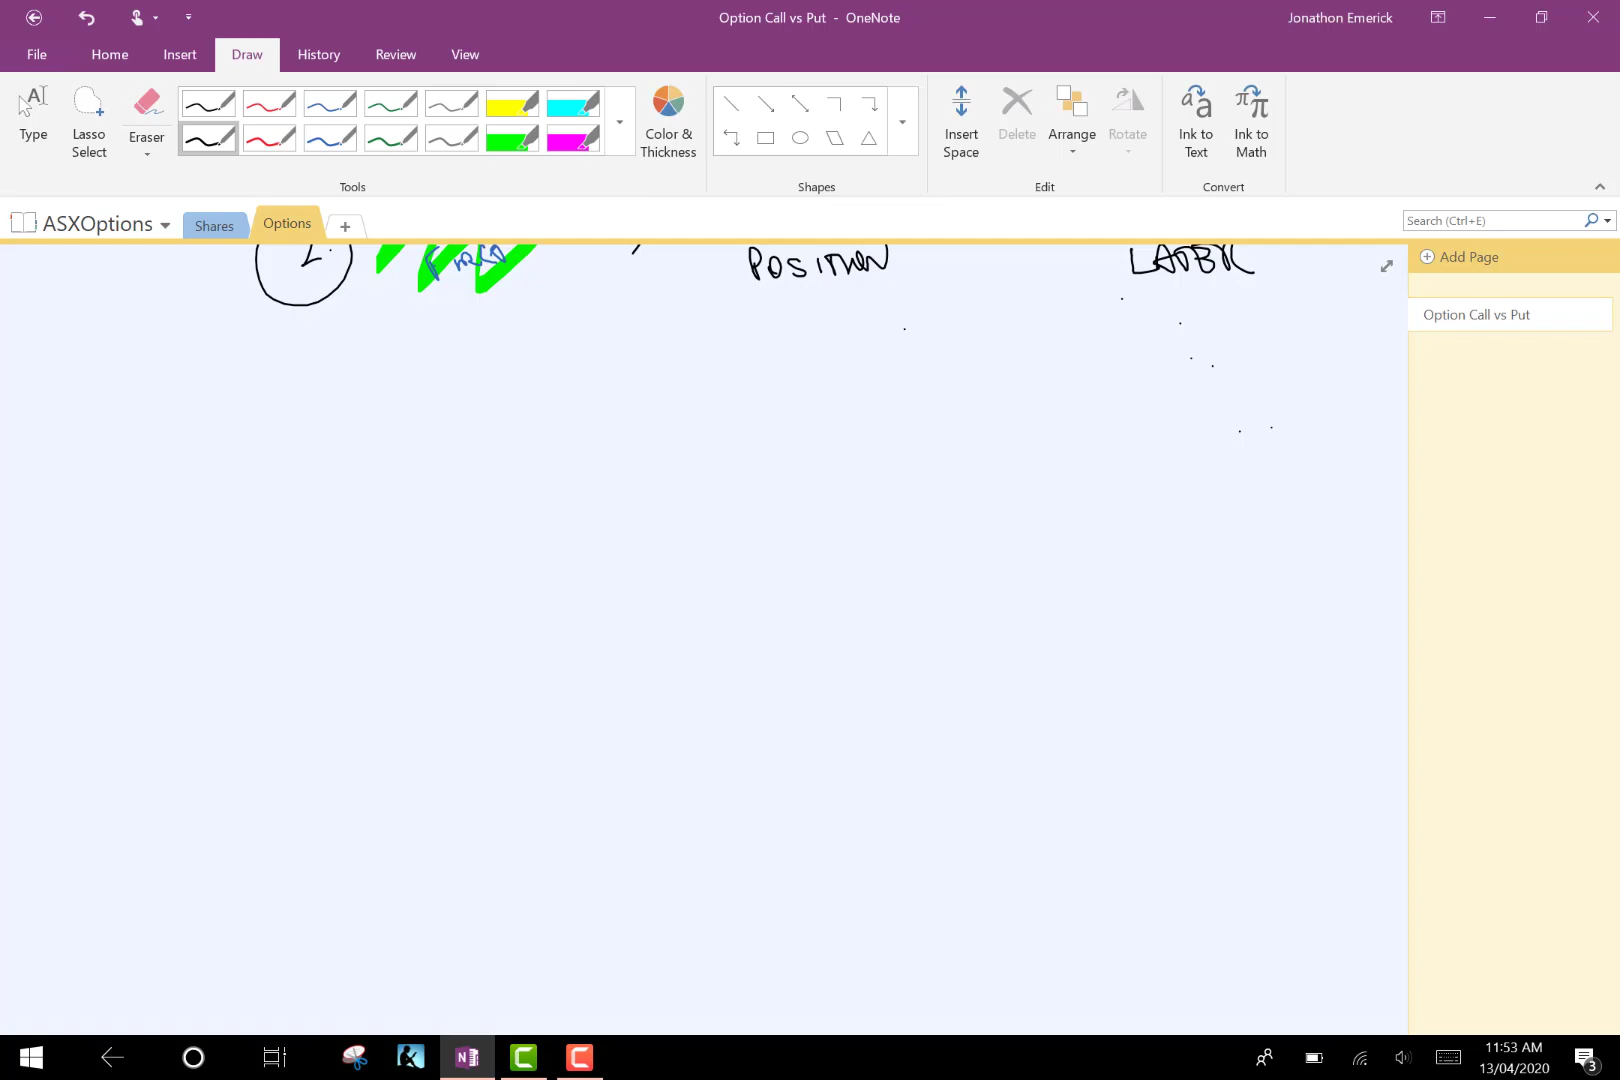 Option Call vs Put - OneNote
Jonathon Emerick
File Home Insert Draw History Review View
Type
Lasso Select
Eraser
Color & Thickness
Insert Space
Delete
Arrange
Rotate
Ink to Text
Ink to Math
Tools
Shapes
Edit
Convert
ASXOptions
Shares
Options
Search (Ctrl+E)
Add Page
Option Call vs Put
POSITION
11:53 AM
13/04/2020
3